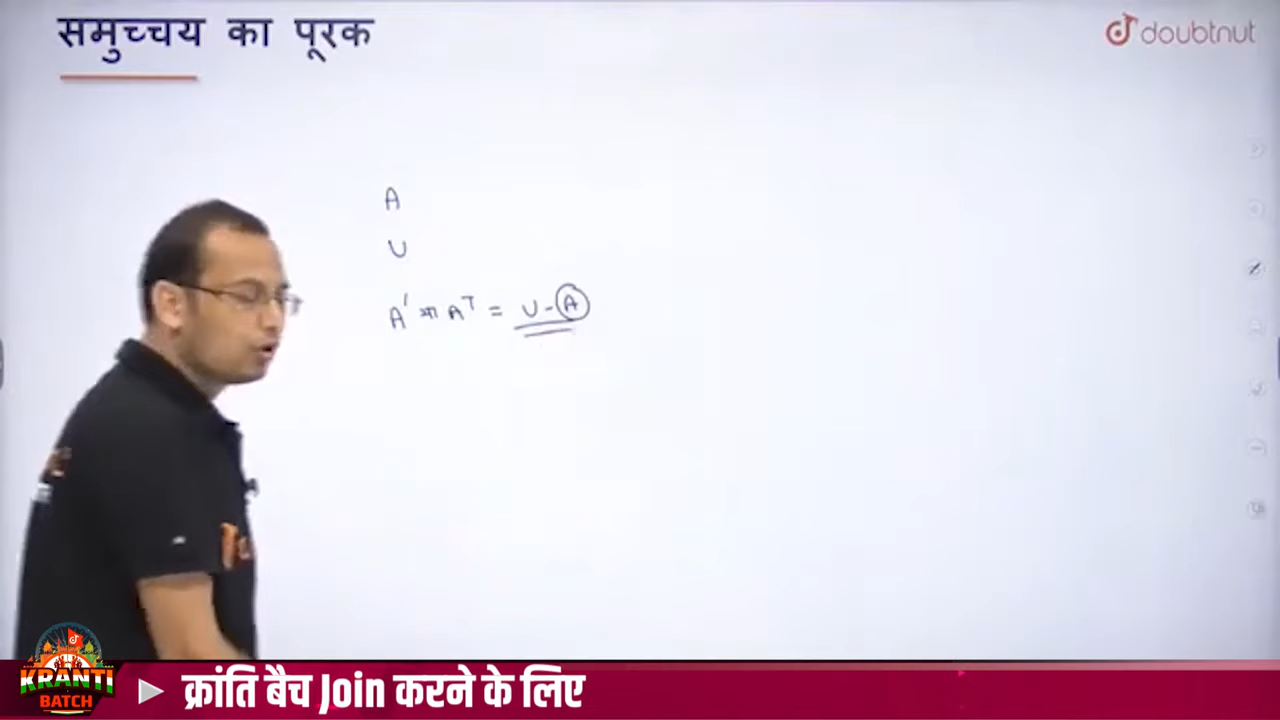 समुच्चय का पूरक
doubtnut
A
U
A' या Aᵀ = U - A
KRANTI
BATCH
क्रांति बैच Join करने के लिए